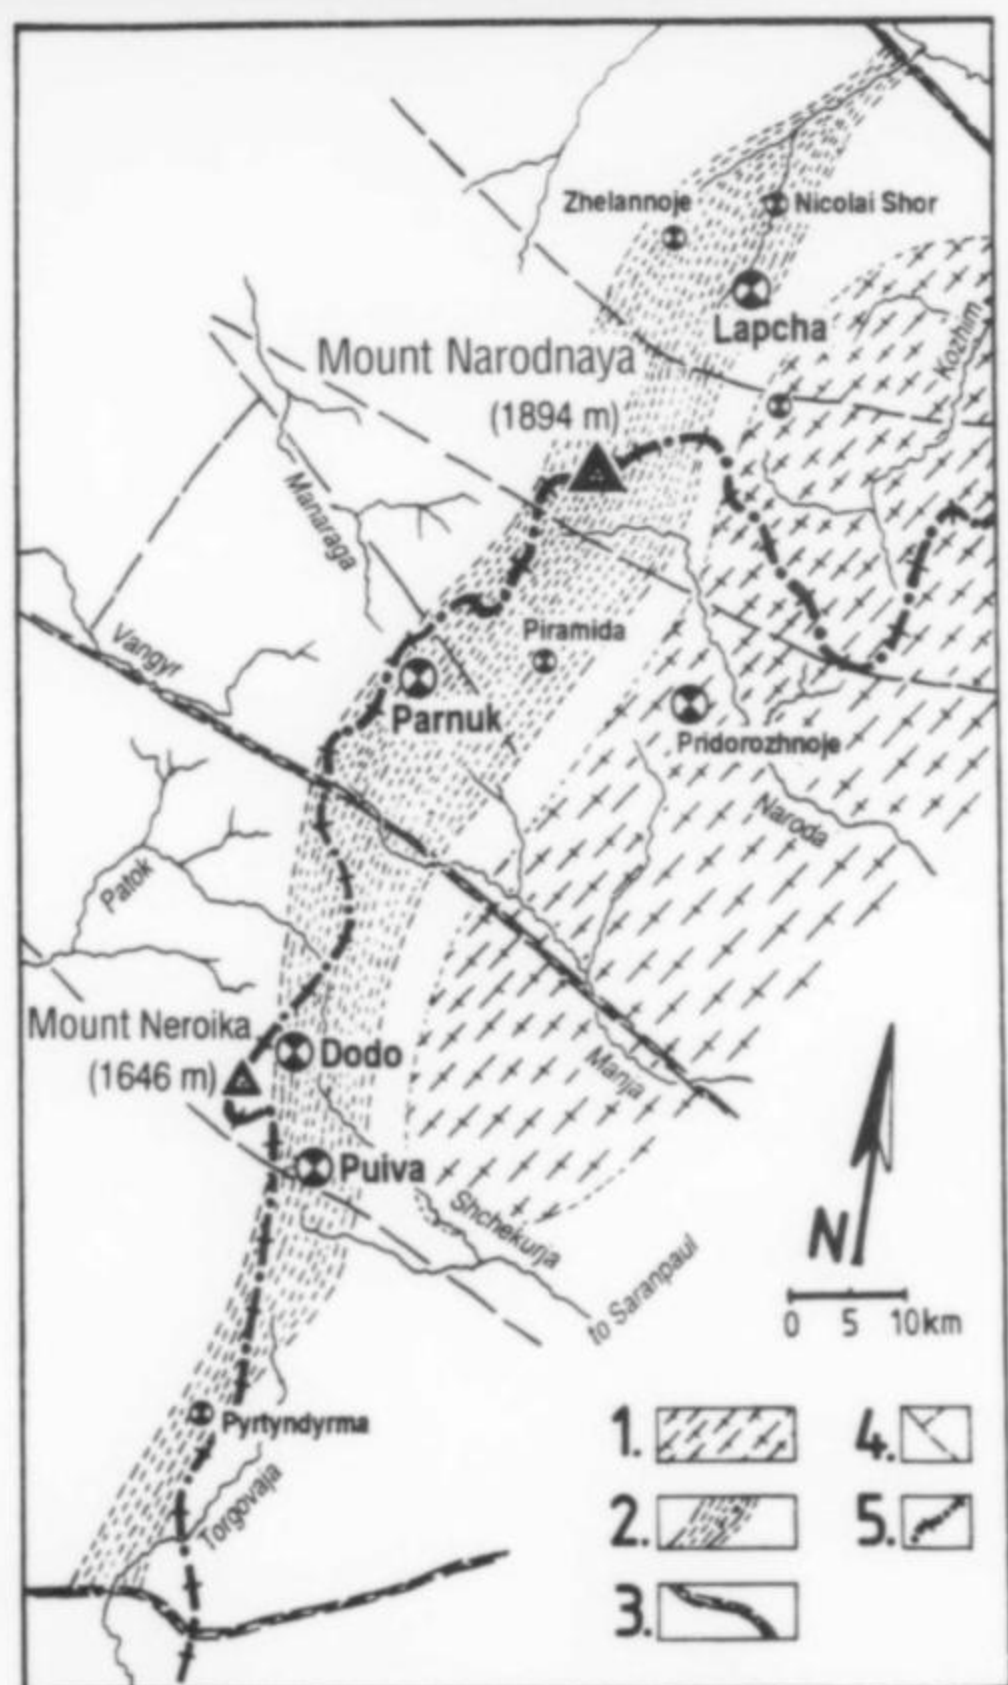 Zhelannoje
Nicolai Shor
Lapcha
Kozhim
Mount Narodnaya
(1894 m)
Manaraga
Vangyr
Piramida
Parnuk
Pridorozhnoje
Naroda
Patok
Mount Neroika
(1646 m)
Dodo
Manja
Puiva
Shchekurja
to Saranpaul
N
0 5 10km
Pyrtyndyrma
Torgovaja
1.
2.
3.
4.
5.